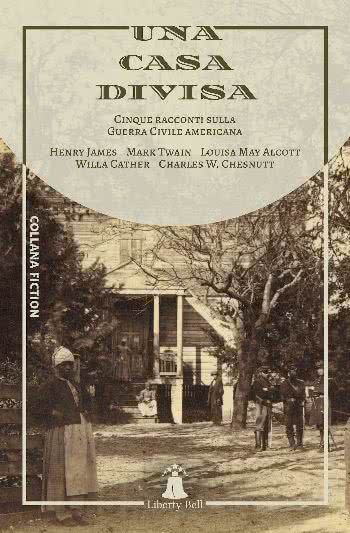 UNA
CASA
DIVISA
CINQUE RACCONTI SULLA
GUERRA CIVILE AMERICANA
HENRY JAMES MARK TWAIN LOUISA MAY ALCOTT
WILLA CATHER CHARLES W. CHESNUTT
COLLANA FICTION
Liberty Bell